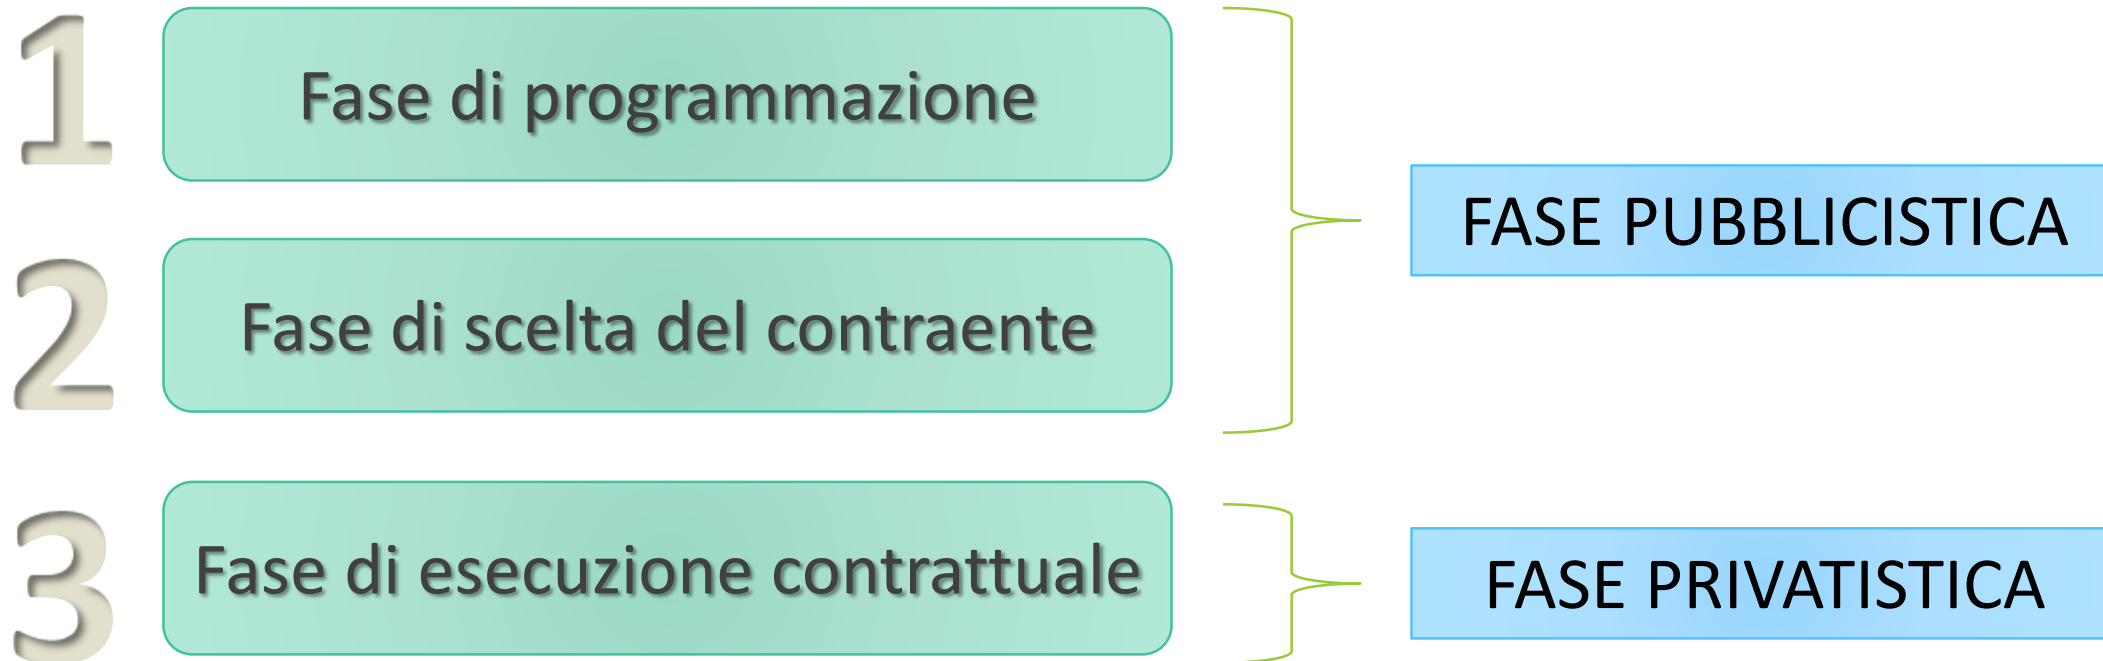 1
Fase di programmazione
FASE PUBBLICISTICA
2
Fase di scelta del contraente
3
Fase di esecuzione contrattuale
FASE PRIVATISTICA